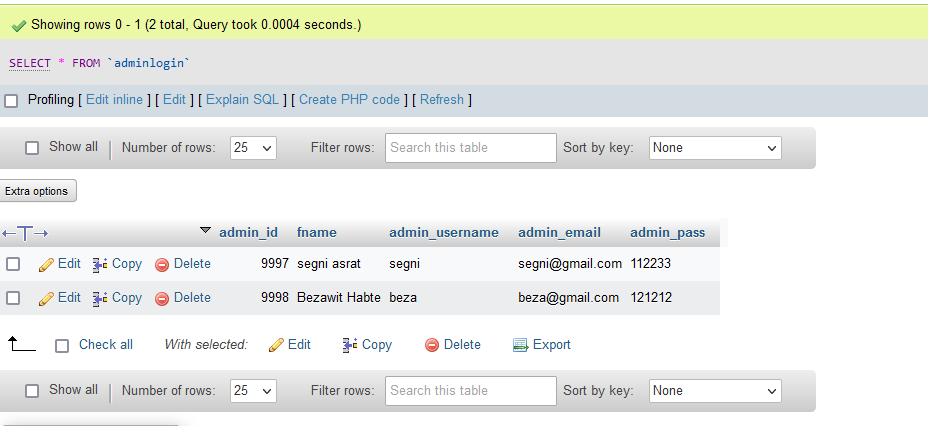 Showing rows 0 - 1 (2 total, Query took 0.0004 seconds.)
SELECT * FROM `adminlogin`
Profiling [ Edit inline ] [ Edit ] [ Explain SQL ] [ Create PHP code ] [ Refresh ]
Show all Number of rows: 25 Filter rows: Search this table Sort by key: None
Extra options
←T→ admin_id fname admin_username admin_email admin_pass
Edit Copy Delete 9997 segni asrat segni segni@gmail.com 112233
Edit Copy Delete 9998 Bezawit Habte beza beza@gmail.com 121212
Check all With selected: Edit Copy Delete Export
Show all Number of rows: 25 Filter rows: Search this table Sort by key: None